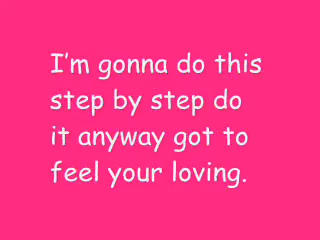 I'm gonna do this
step by step do
it anyway got to
feel your loving.